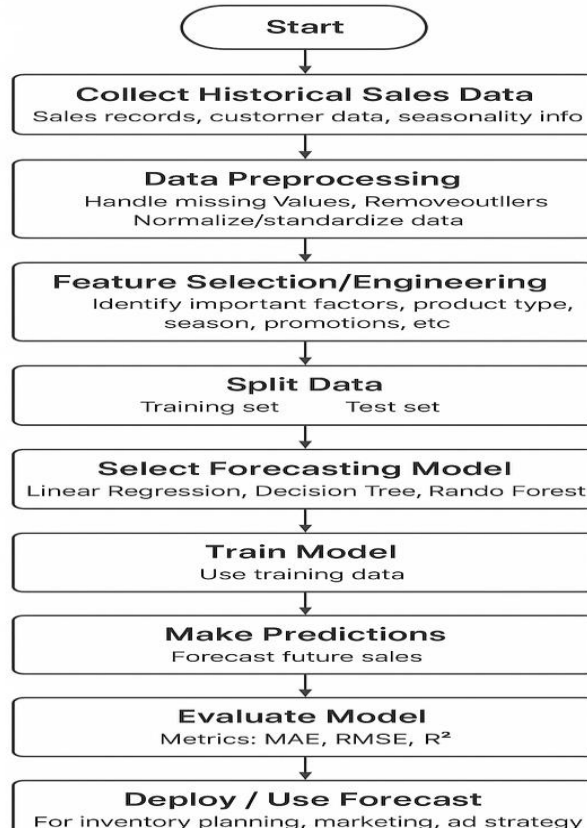 Start
Collect Historical Sales Data
Sales records, customer data, seasonality info
Data Preprocessing
Handle missing Values, Removeoutllers
Normalize/standardize data
Feature Selection/Engineering
Identify important factors, product type,
season, promotions, etc
Split Data
Training set Test set
Select Forecasting Model
Linear Regression, Decision Tree, Rando Forest
Train Model
Use training data
Make Predictions
Forecast future sales
Evaluate Model
Metrics: MAE, RMSE, R²
Deploy / Use Forecast
For inventory planning, marketing, ad strategy